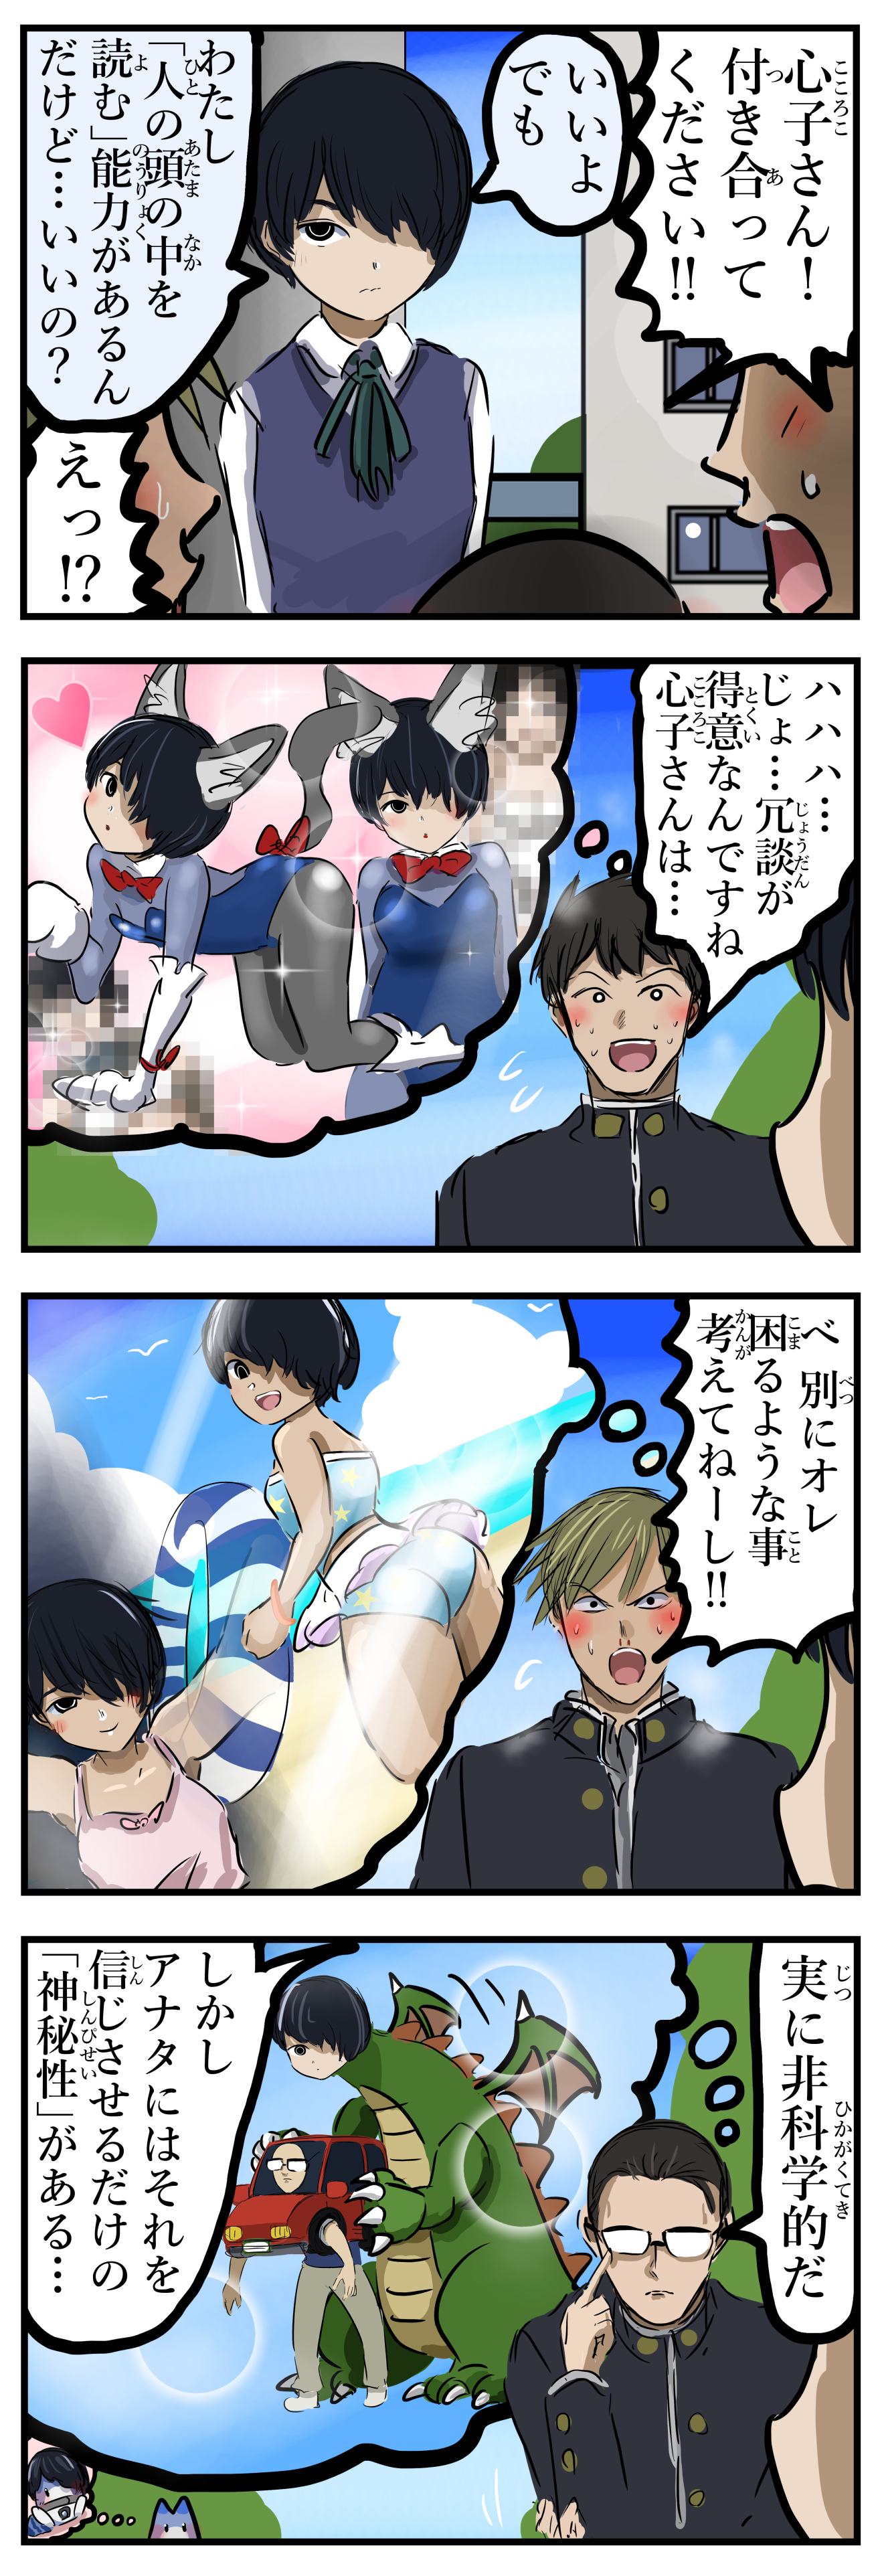 心子さん！
付き合って
ください!!
いいよ
でも
わたし
「人の頭の中を
読む」能力があるん
だけど…いいの？
えっ!?
ハハハ…
じょ…冗談が
得意なんですね
心子さんは…
べ 別にオレ
困るような事
考えてねーし!!
実に非科学的だ
しかし
アナタにはそれを
信じさせるだけの
「神秘性」がある…